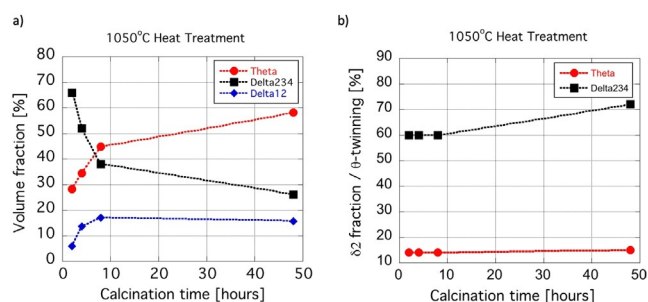 a)
1050°C Heat Treatment
Volume fraction [%]
80
70
60
50
40
30
20
10
0
Theta
Delta234
Delta12
0 10 20 30 40 50
Calcination time [hours]
b)
1050°C Heat Treatment
δ2 fraction / θ-twinning [%]
90
80
70
60
50
40
30
20
10
Theta
Delta234
0 10 20 30 40 50
Calcination time [hours]